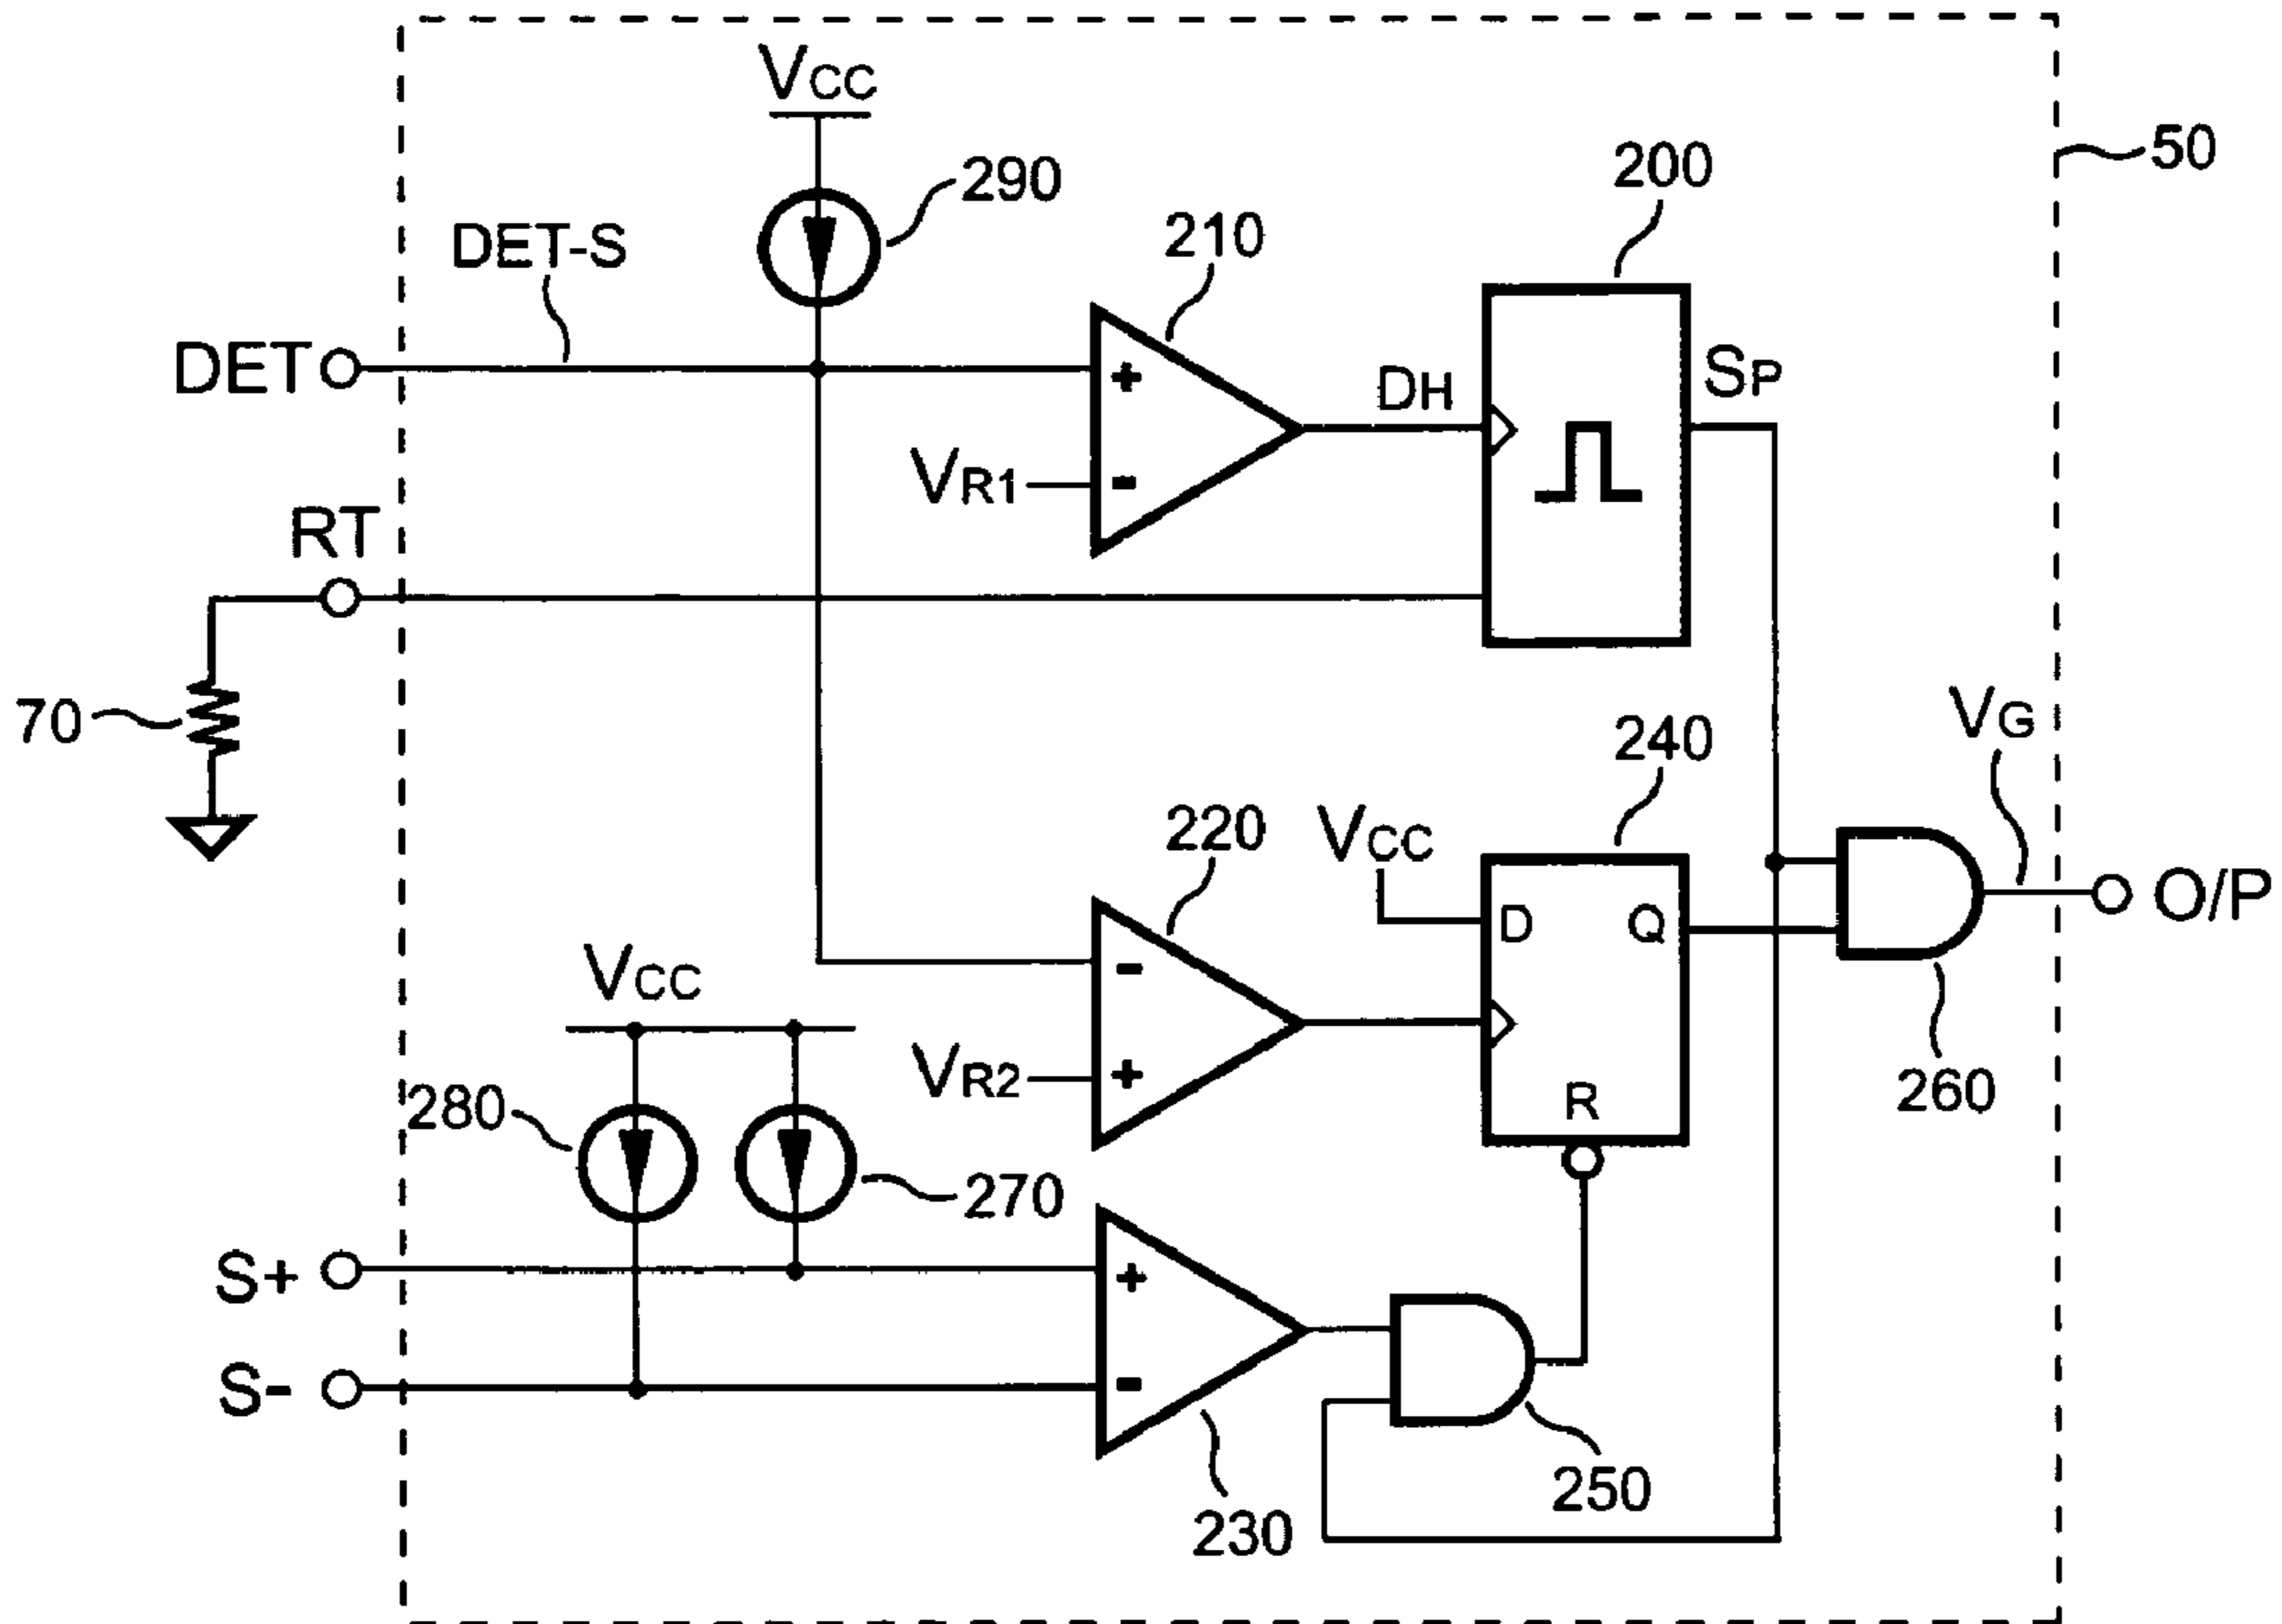 VCC
50
200
290
210
DET-S
DET
DH
SP
+
VR1
-
RT
70
VG
240
220
VCC
D
Q
O/P
VCC
-
VR2
+
R
260
280
270
S+
+
S-
-
250
230